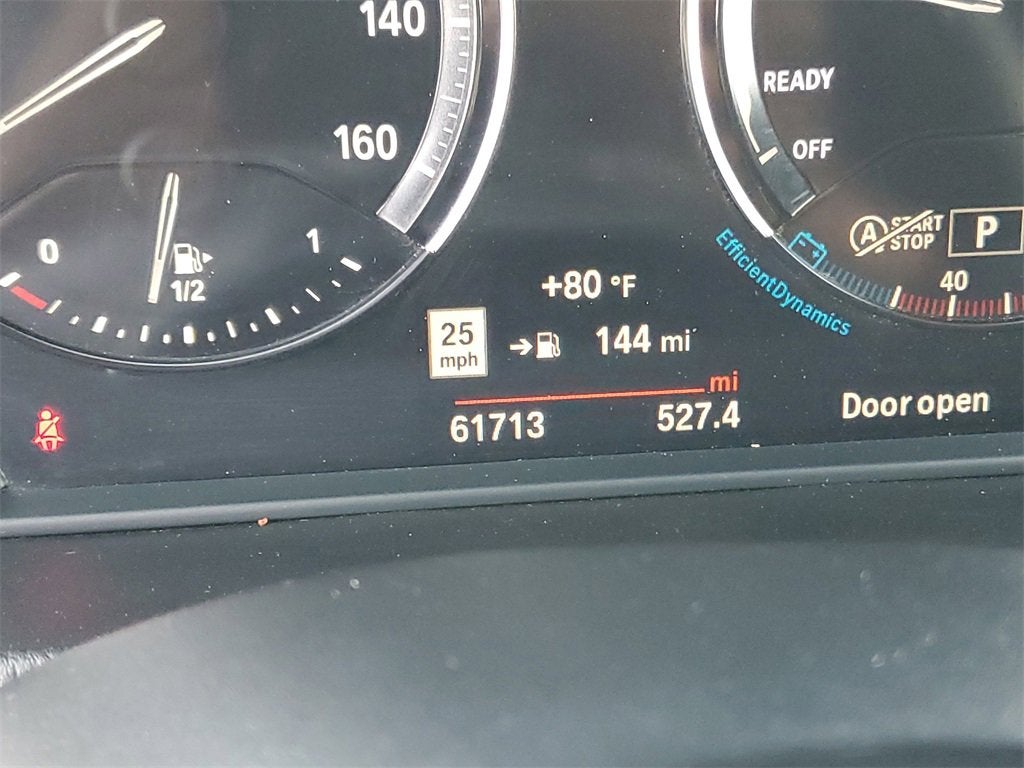 140
160
READY
OFF
0
1
1/2
A START STOP
P
EfficientDynamics
40
+80 °F
25
mph
144 mi
mi
61713 527.4
Door open